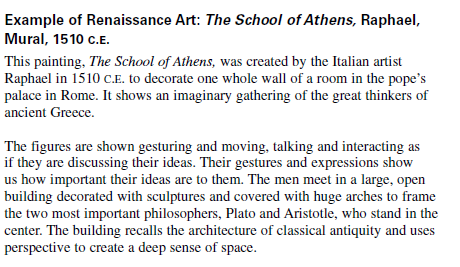 Example of Renaissance Art: The School of Athens, Raphael,
Mural, 1510 C.E.
This painting, The School of Athens, was created by the Italian artist
Raphael in 1510 C.E. to decorate one whole wall of a room in the pope's
palace in Rome. It shows an imaginary gathering of the great thinkers of
ancient Greece.
The figures are shown gesturing and moving, talking and interacting as
if they are discussing their ideas. Their gestures and expressions show
us how important their ideas are to them. The men meet in a large, open
building decorated with sculptures and covered with huge arches to frame
the two most important philosophers, Plato and Aristotle, who stand in the
center. The building recalls the architecture of classical antiquity and uses
perspective to create a deep sense of space.